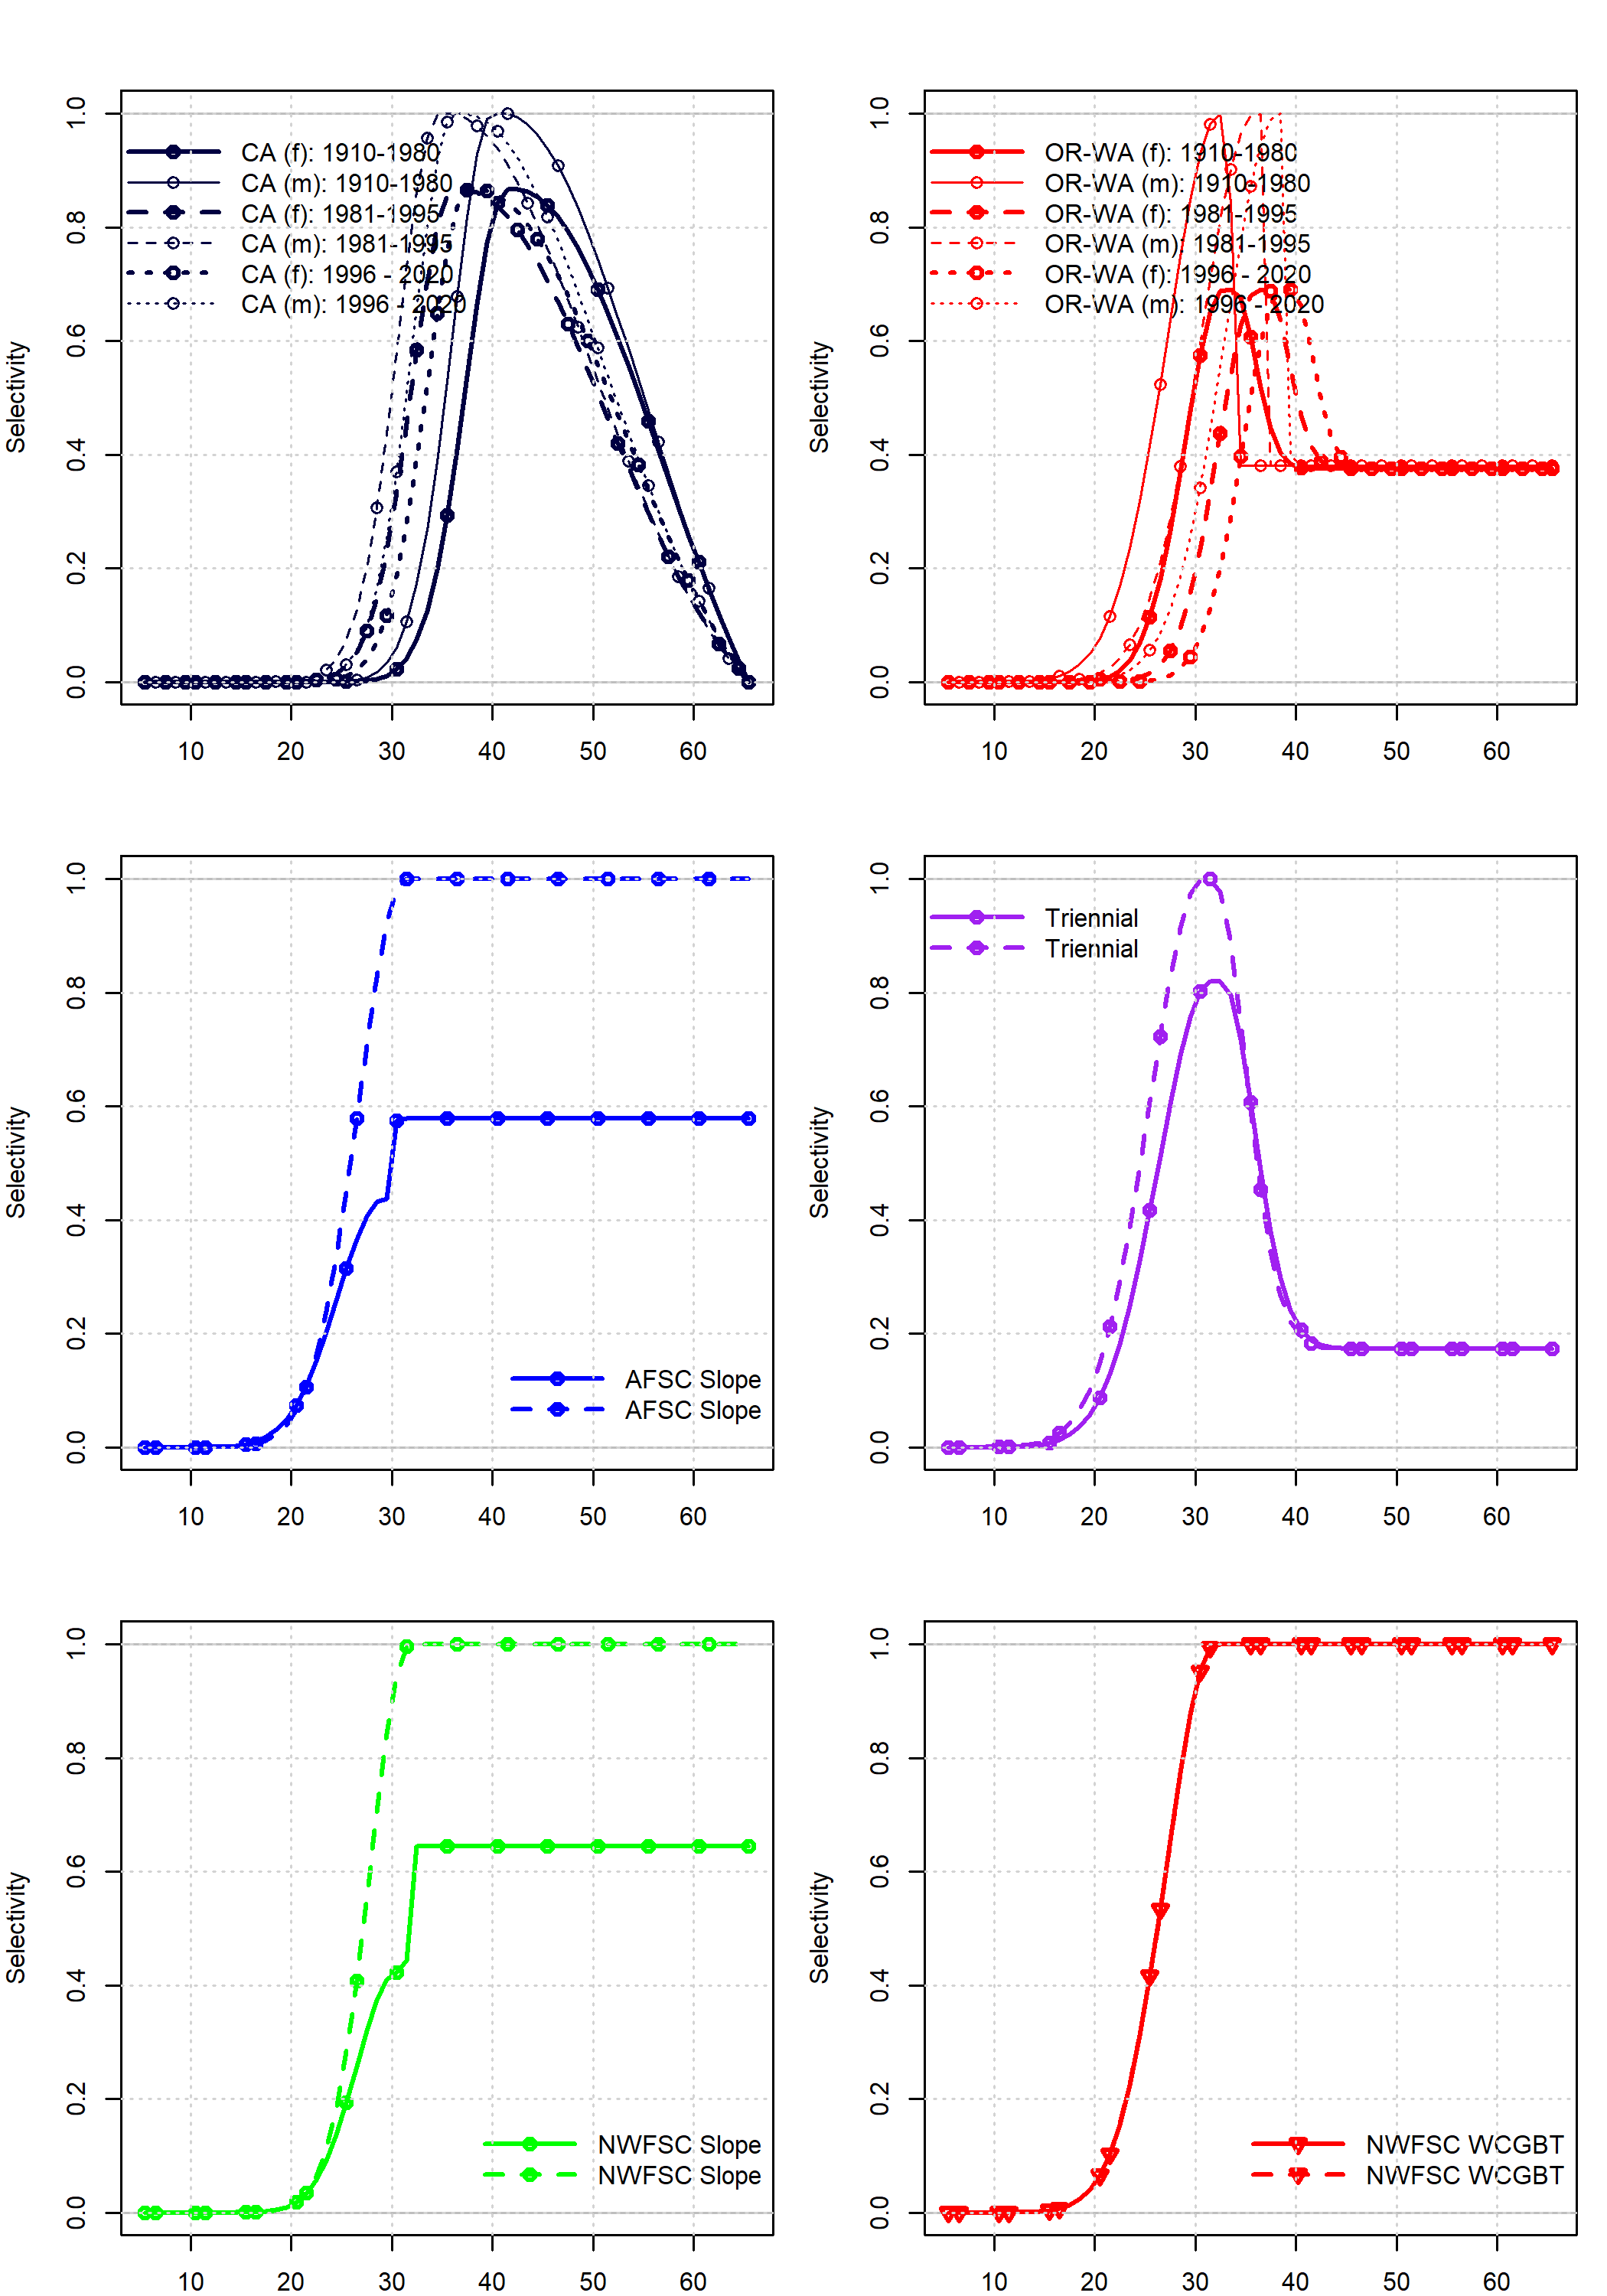 CA (f): 1910-1980
CA (m): 1910-1980
CA (f): 1981-1995
CA (m): 1981-1995
CA (f): 1996 - 2020
CA (m): 1996 - 2020
Selectivity
0.0 0.2 0.4 0.6 0.8 1.0
10 20 30 40 50 60
OR-WA (f): 1910-1980
OR-WA (m): 1910-1980
OR-WA (f): 1981-1995
OR-WA (m): 1981-1995
OR-WA (f): 1996 - 2020
OR-WA (m): 1996 - 2020
Selectivity
0.0 0.2 0.4 0.6 0.8 1.0
10 20 30 40 50 60
Selectivity
0.0 0.2 0.4 0.6 0.8 1.0
AFSC Slope
AFSC Slope
10 20 30 40 50 60
Triennial
Triennial
Selectivity
0.0 0.2 0.4 0.6 0.8 1.0
10 20 30 40 50 60
Selectivity
0.0 0.2 0.4 0.6 0.8 1.0
NWFSC Slope
NWFSC Slope
10 20 30 40 50 60
Selectivity
0.0 0.2 0.4 0.6 0.8 1.0
NWFSC WCGBT
NWFSC WCGBT
10 20 30 40 50 60